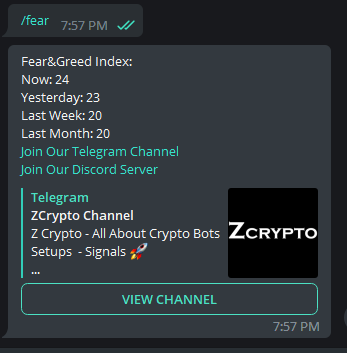 /fear 7:57 PM
Fear&Greed Index:
Now: 24
Yesterday: 23
Last Week: 20
Last Month: 20
Join Our Telegram Channel
Join Our Discord Server
Telegram
ZCrypto Channel
Z Crypto - All About Crypto Bots
Setups - Signals 🚀
...
ZCRYPTO
VIEW CHANNEL
7:57 PM